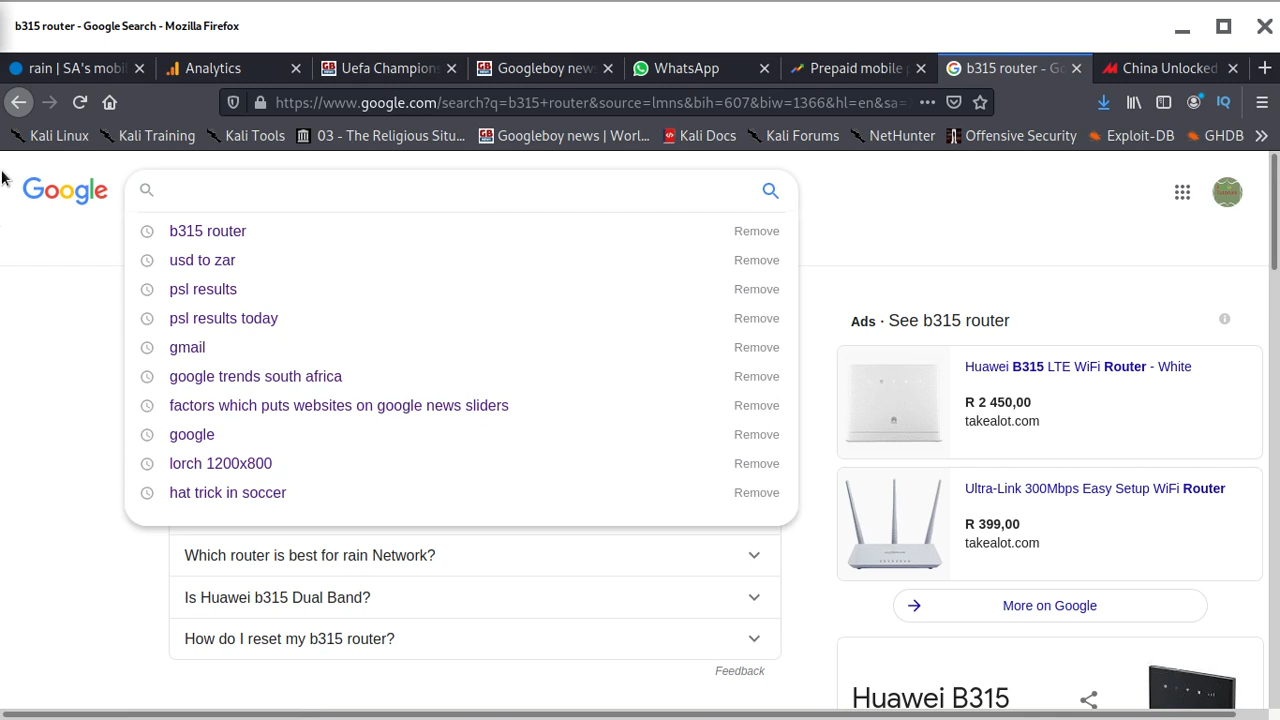 b315 router - Google Search - Mozilla Firefox
rain | SA's mobil
Analytics
Uefa Champions
Googleboy news
WhatsApp
Prepaid mobile p
b315 router - Go
China Unlocked
https://www.google.com/search?q=b315+router&source=lmns&bih=607&biw=1366&hl=en&sa=
IQ
Kali Linux
Kali Training
Kali Tools
03 - The Religious Situ...
Googleboy news | Worl...
Kali Docs
Kali Forums
NetHunter
Offensive Security
Exploit-DB
GHDB
Google
b315 router Remove
usd to zar Remove
psl results Remove
psl results today Remove
gmail Remove
google trends south africa Remove
factors which puts websites on google news sliders Remove
google Remove
lorch 1200x800 Remove
hat trick in soccer Remove
Which router is best for rain Network?
Is Huawei b315 Dual Band?
How do I reset my b315 router?
Feedback
Ads · See b315 router
Huawei B315 LTE WiFi Router - White
R 2 450,00
takealot.com
Ultra-Link 300Mbps Easy Setup WiFi Router
R 399,00
takealot.com
More on Google
Huawei B315